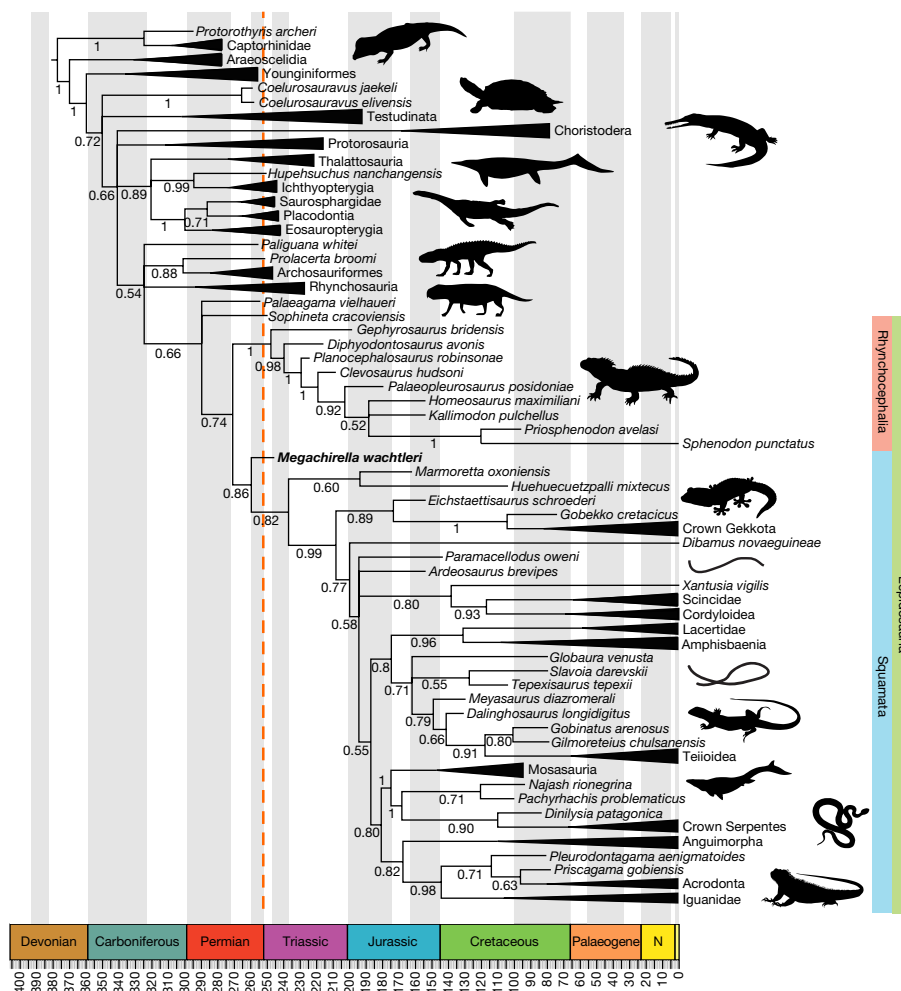 Protorothyris archeri
1
Captorhinidae
Araeoscelidia
Younginiformes
1
Coelurosauravus jaekeli
1
Coelurosauravus elivensis
1
Testudinata
Choristodera
0.72
Protorosauria
Thalattosauria
Hupehsuchus nanchangensis
0.99
Ichthyopterygia
0.66
0.89
Saurosphargidae
Placodontia
1
0.71
Eosauropterygia
Paliguana whitei
Prolacerta broomi
0.88
Archosauriformes
Rhynchosauria
0.54
Palaeagama vielhaueri
Sophineta cracoviensis
Gephyrosaurus bridensis
0.66
1
Diphyodontosaurus avonis
Planocephalosaurus robinsonae
0.98
Clevosaurus hudsoni
1
Palaeopleurosaurus posidoniae
1
Homeosaurus maximiliani
0.92
Kallimodon pulchellus
0.74
0.52
Priosphenodon avelasi
1
Sphenodon punctatus
Rhynchocephalia
Megachirella wachtleri
Marmoretta oxoniensis
0.86
0.60
Huehuecuetzpalli mixtecus
Eichstaettisaurus schroederi
0.82
0.89
Gobekko cretacicus
1
Crown Gekkota
0.99
Dibamus novaeguineae
Paramacellodus oweni
Ardeosaurus brevipes
0.77
Xantusia vigilis
0.80
Scincidae
0.93
Cordyloidea
0.58
Lacertidae
0.96
Amphisbaenia
Globaura venusta
0.8
Slavoia darevskii
0.71
0.55
Tepexisaurus tepexii
Meyasaurus diazromerali
Dalinghosaurus longidigitus
0.79
Gobinatus arenosus
0.66
0.80
Gilmoreteius chulsanensis
0.55
0.91
Teiioidea
Squamata
Mosasauria
1
Najash rionegrina
0.71
Pachyrhachis problematicus
1
Dinilysia patagonica
0.80
0.90
Crown Serpentes
Anguimorpha
Pleurodontagama aenigmatoides
0.82
0.71
Priscagama gobiensis
0.98
0.63
Acrodonta
Iguanidae
Devonian Carboniferous Permian Triassic Jurassic Cretaceous Palaeogene N
400 390 380 370 360 350 340 330 320 310 300 290 280 270 260 250 240 230 220 210 200 190 180 170 160 150 140 130 120 110 100 90 80 70 60 50 40 30 20 10 0